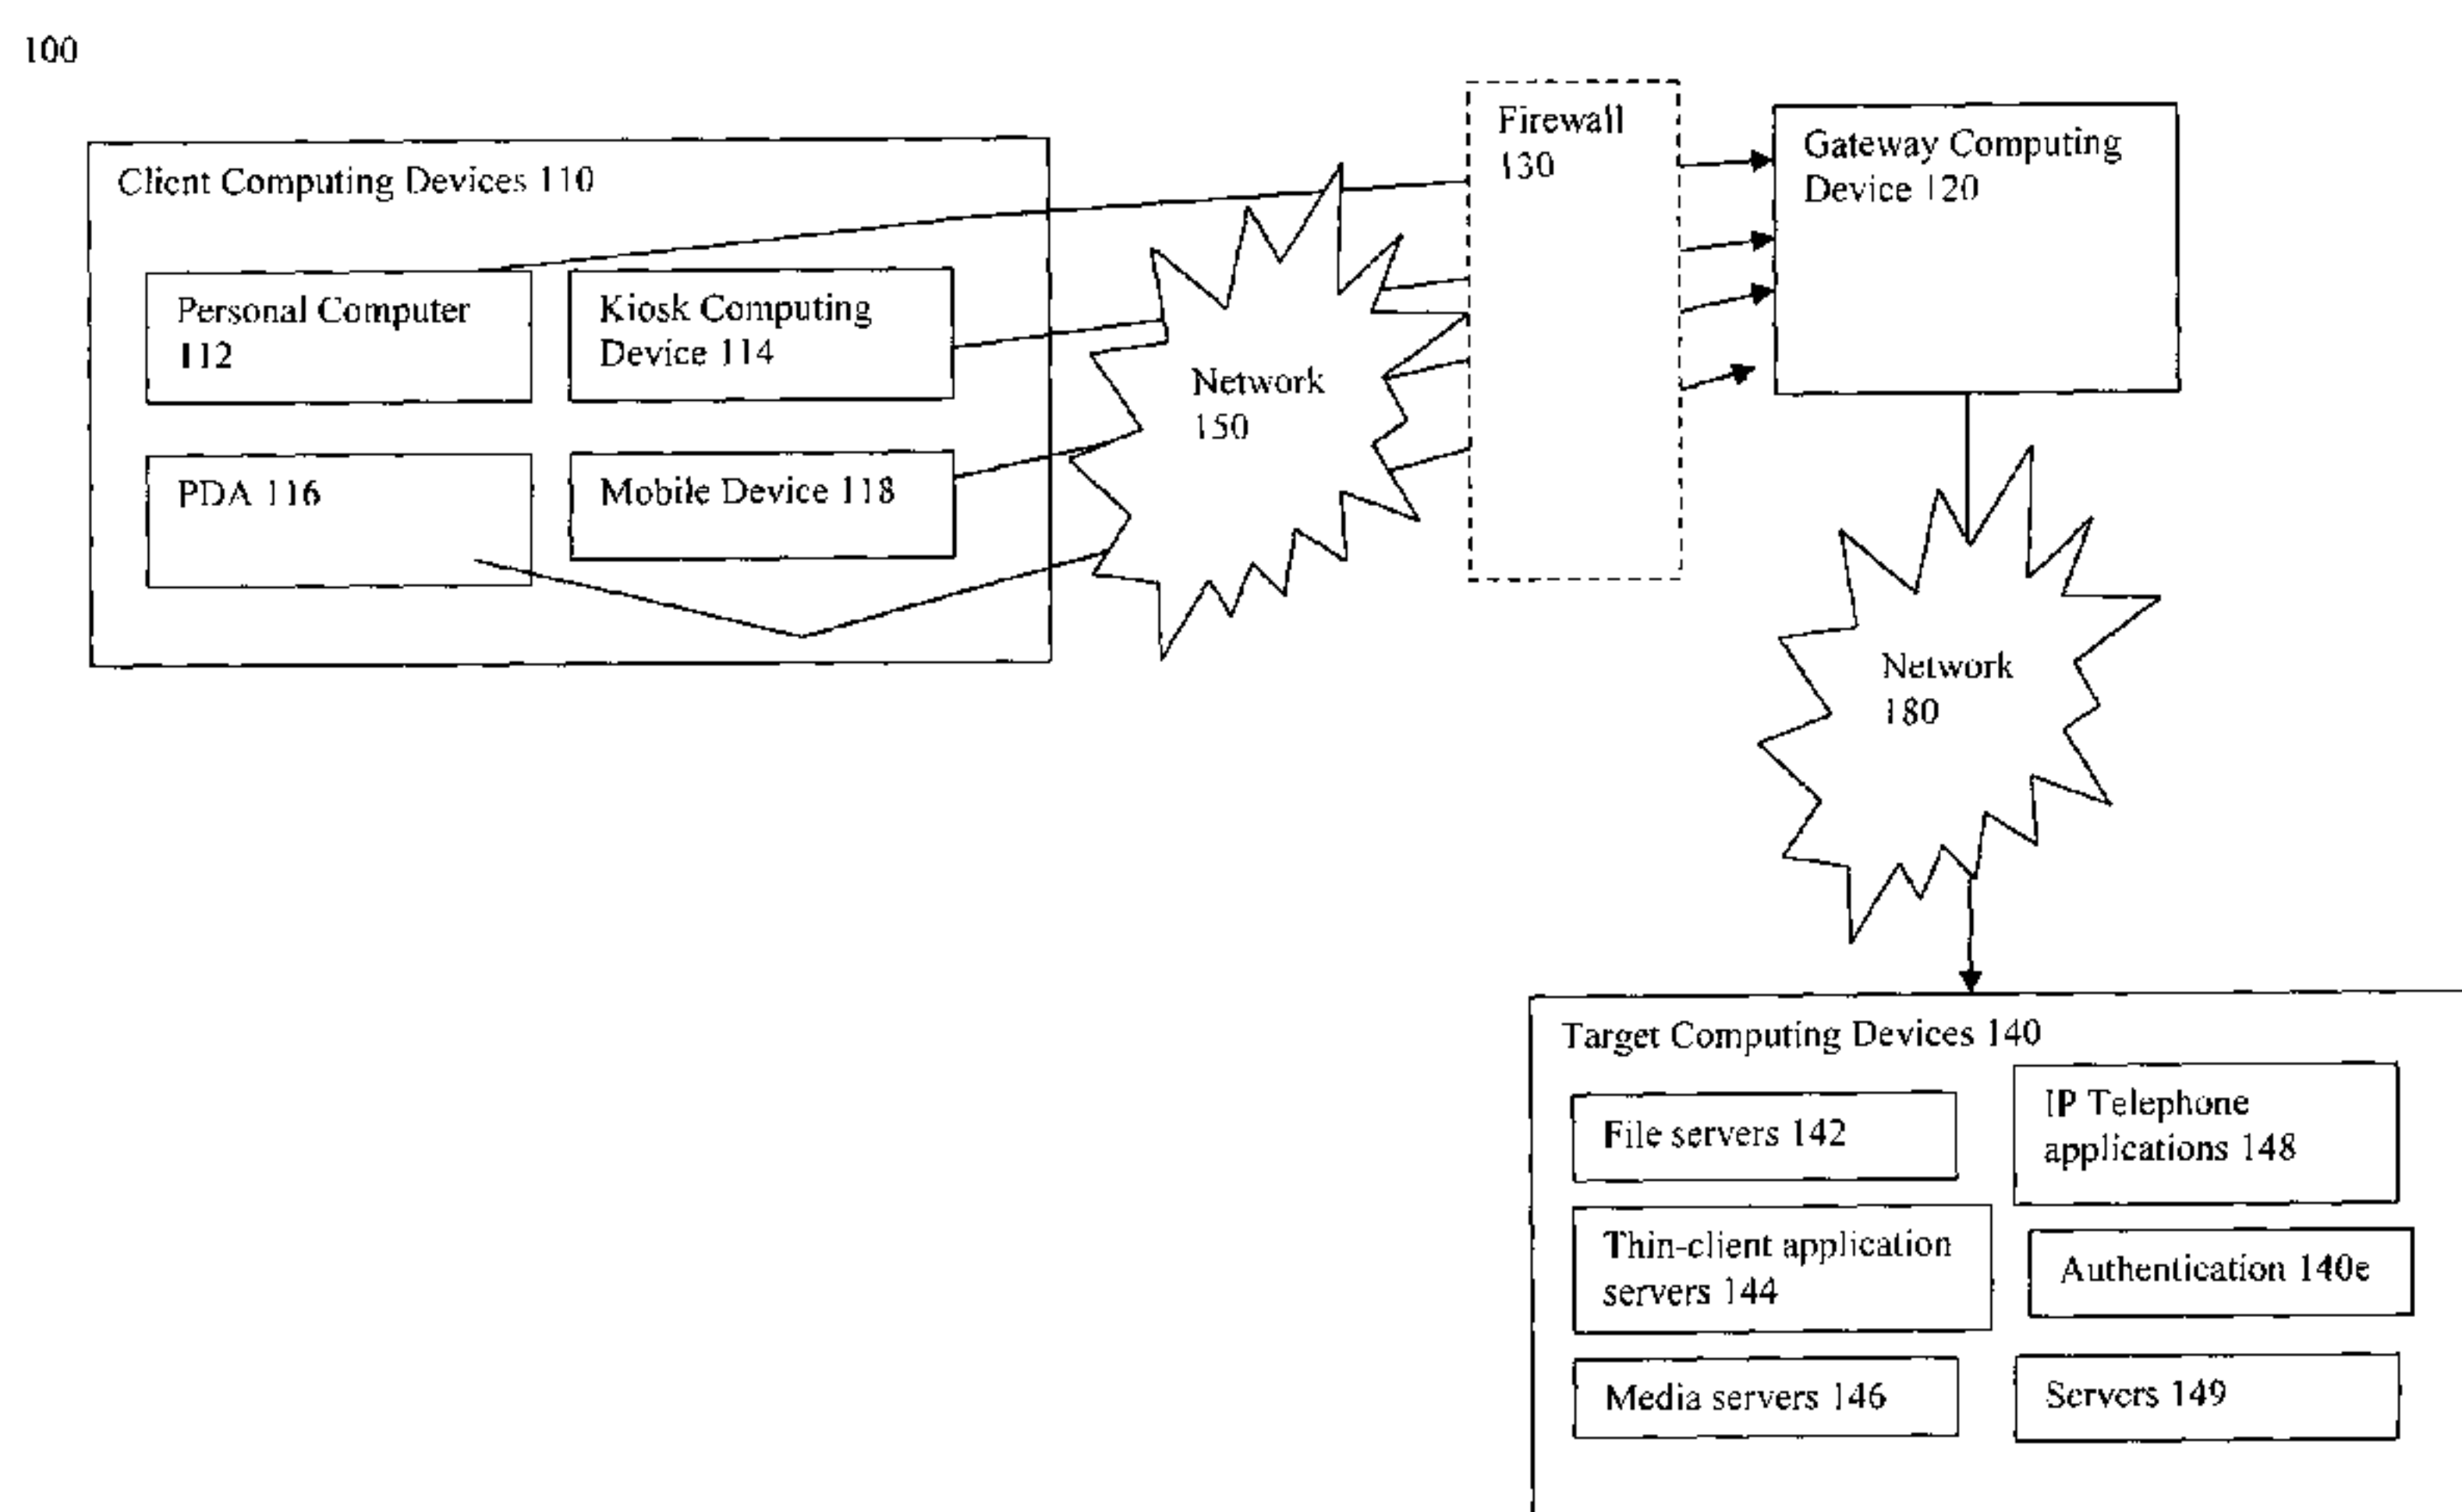 100
Client Computing Devices 110
Personal Computer
112
Kiosk Computing
Device 114
PDA 116
Mobile Device 118
Network
150
Firewall
130
Gateway Computing
Device 120
Network
180
Target Computing Devices 140
File servers 142
IP Telephone
applications 148
Thin-client application
servers 144
Authentication 140e
Media servers 146
Servers 149